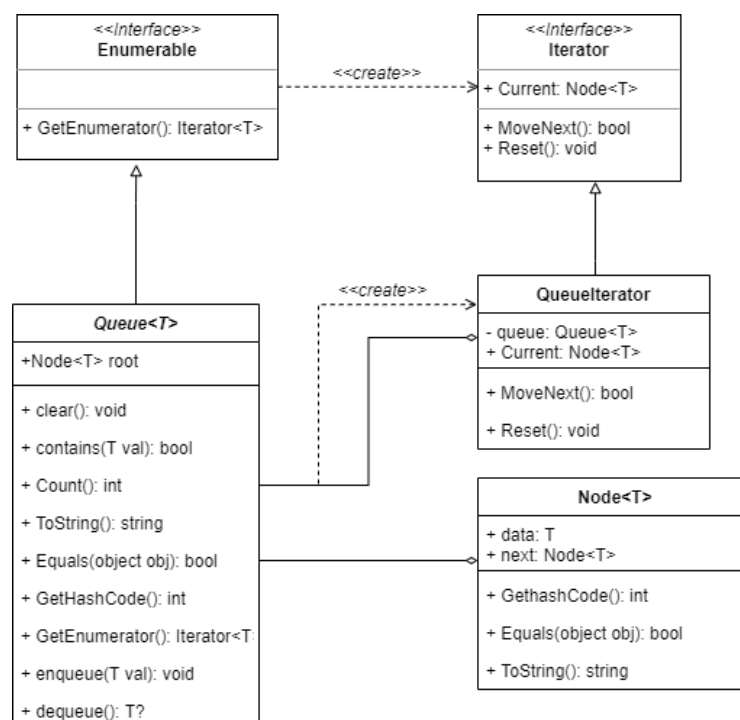 <<Interface>>
Enumerable
+ GetEnumerator(): Iterator<T>
<<create>>
<<Interface>>
Iterator
+ Current: Node<T>
+ MoveNext(): bool
+ Reset(): void
Queue<T>
+Node<T> root
+ clear(): void
+ contains(T val): bool
+ Count(): int
+ ToString(): string
+ Equals(object obj): bool
+ GetHashCode(): int
+ GetEnumerator(): Iterator<T
+ enqueue(T val): void
+ dequeue(): T?
<<create>>
QueueIterator
- queue: Queue<T>
+ Current: Node<T>
+ MoveNext(): bool
+ Reset(): void
Node<T>
+ data: T
+ next: Node<T>
+ GethashCode(): int
+ Equals(object obj): bool
+ ToString(): string